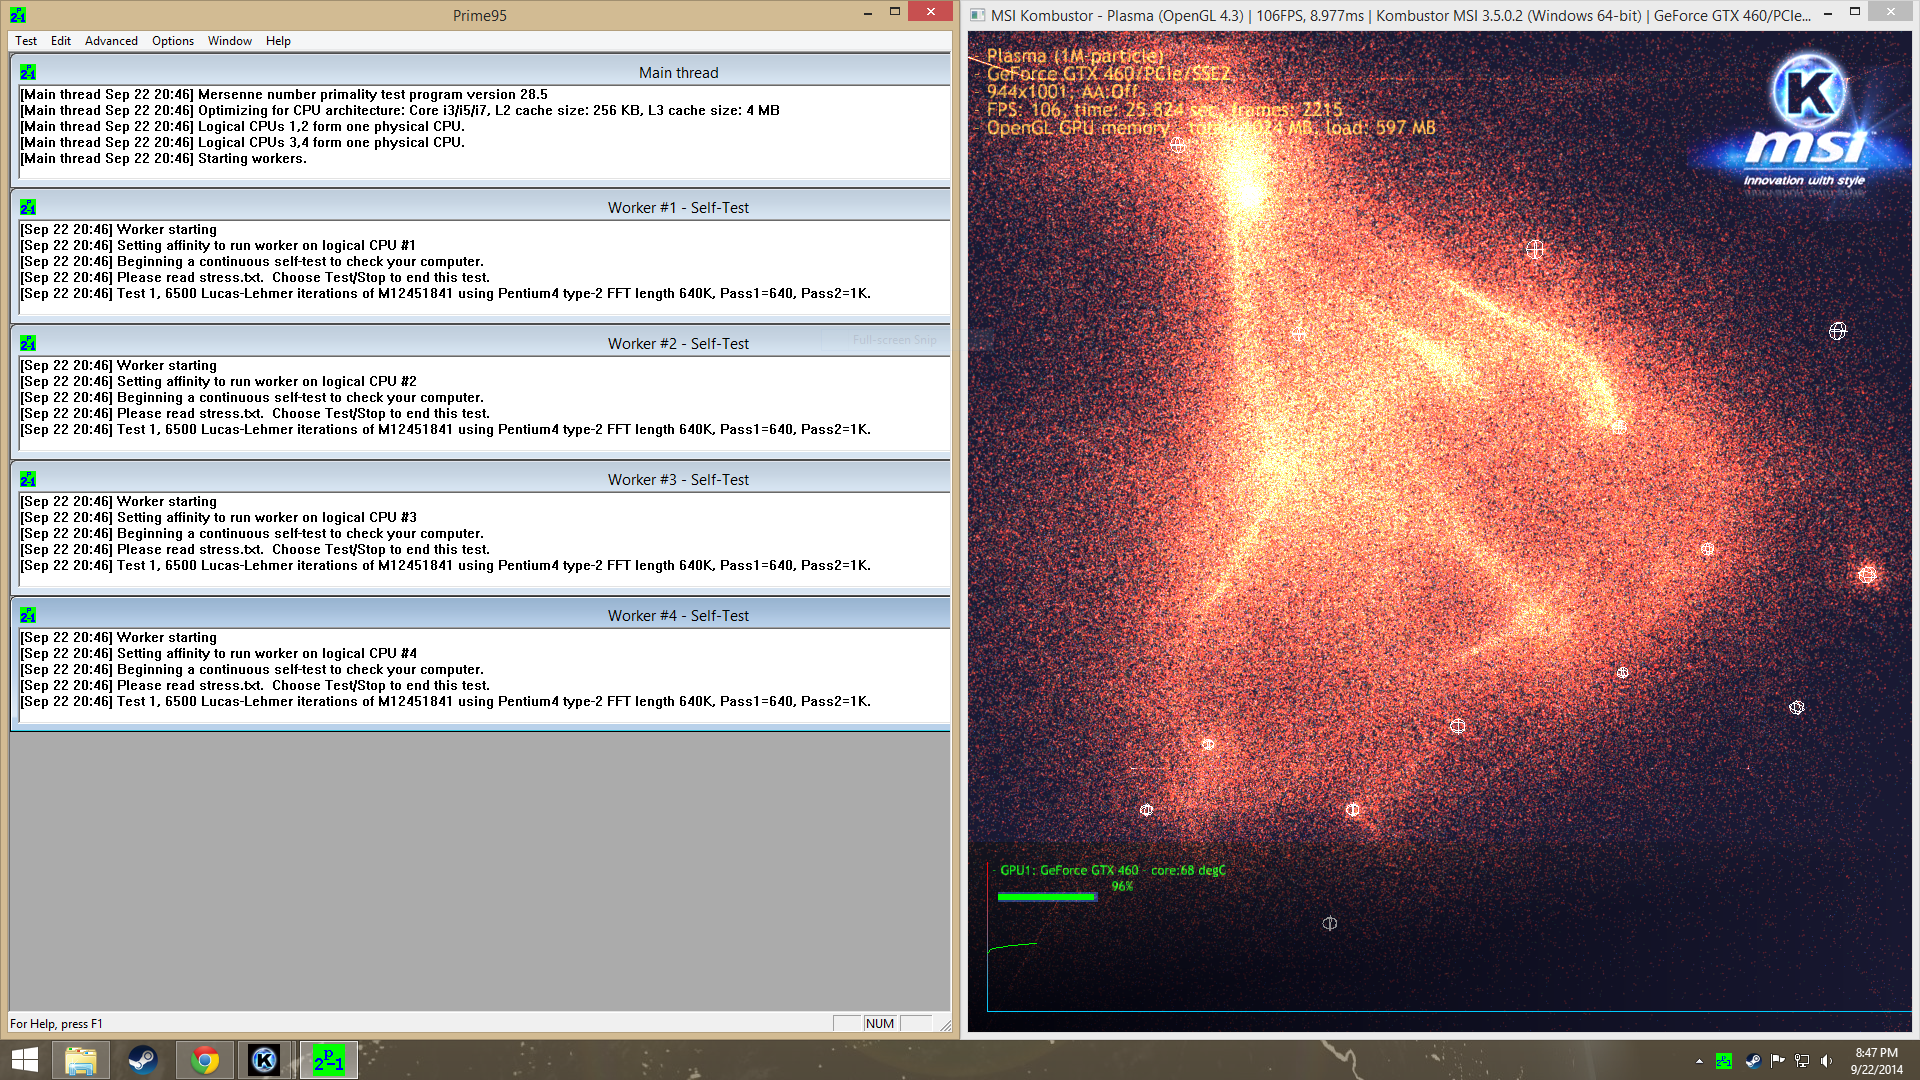 Prime95
Test Edit Advanced Options Window Help
Main thread
[Main thread Sep 22 20:46] Mersenne number primality test program version 28.5
[Main thread Sep 22 20:46] Optimizing for CPU architecture: Core i3/i5/i7, L2 cache size: 256 KB, L3 cache size: 4 MB
[Main thread Sep 22 20:46] Logical CPUs 1,2 form one physical CPU.
[Main thread Sep 22 20:46] Logical CPUs 3,4 form one physical CPU.
[Main thread Sep 22 20:46] Starting workers.
Worker #1 - Self-Test
[Sep 22 20:46] Worker starting
[Sep 22 20:46] Setting affinity to run worker on logical CPU #1
[Sep 22 20:46] Beginning a continuous self-test to check your computer.
[Sep 22 20:46] Please read stress.txt.  Choose Test/Stop to end this test.
[Sep 22 20:46] Test 1, 6500 Lucas-Lehmer iterations of M12451841 using Pentium4 type-2 FFT length 640K, Pass1=640, Pass2=1K.
Worker #2 - Self-Test
Full-screen Snip
[Sep 22 20:46] Worker starting
[Sep 22 20:46] Setting affinity to run worker on logical CPU #2
[Sep 22 20:46] Beginning a continuous self-test to check your computer.
[Sep 22 20:46] Please read stress.txt.  Choose Test/Stop to end this test.
[Sep 22 20:46] Test 1, 6500 Lucas-Lehmer iterations of M12451841 using Pentium4 type-2 FFT length 640K, Pass1=640, Pass2=1K.
Worker #3 - Self-Test
[Sep 22 20:46] Worker starting
[Sep 22 20:46] Setting affinity to run worker on logical CPU #3
[Sep 22 20:46] Beginning a continuous self-test to check your computer.
[Sep 22 20:46] Please read stress.txt.  Choose Test/Stop to end this test.
[Sep 22 20:46] Test 1, 6500 Lucas-Lehmer iterations of M12451841 using Pentium4 type-2 FFT length 640K, Pass1=640, Pass2=1K.
Worker #4 - Self-Test
[Sep 22 20:46] Worker starting
[Sep 22 20:46] Setting affinity to run worker on logical CPU #4
[Sep 22 20:46] Beginning a continuous self-test to check your computer.
[Sep 22 20:46] Please read stress.txt.  Choose Test/Stop to end this test.
[Sep 22 20:46] Test 1, 6500 Lucas-Lehmer iterations of M12451841 using Pentium4 type-2 FFT length 640K, Pass1=640, Pass2=1K.
For Help, press F1
NUM
MSI Kombustor - Plasma (OpenGL 4.3) | 106FPS, 8.977ms | Kombustor MSI 3.5.0.2 (Windows 64-bit) | GeForce GTX 460/PCIe...
Plasma (1M-particle)
- GeForce GTX 460/PCIe/SSE2
- 944x1001, AA:Off
- FPS: 106, time: 25.824 sec, frames: 2215
- OpenGL GPU memory - load: 597 MB
K
msi
innovation with style
- GPU1: GeForce GTX 460 - core:68 degC
96%
8:47 PM
9/22/2014